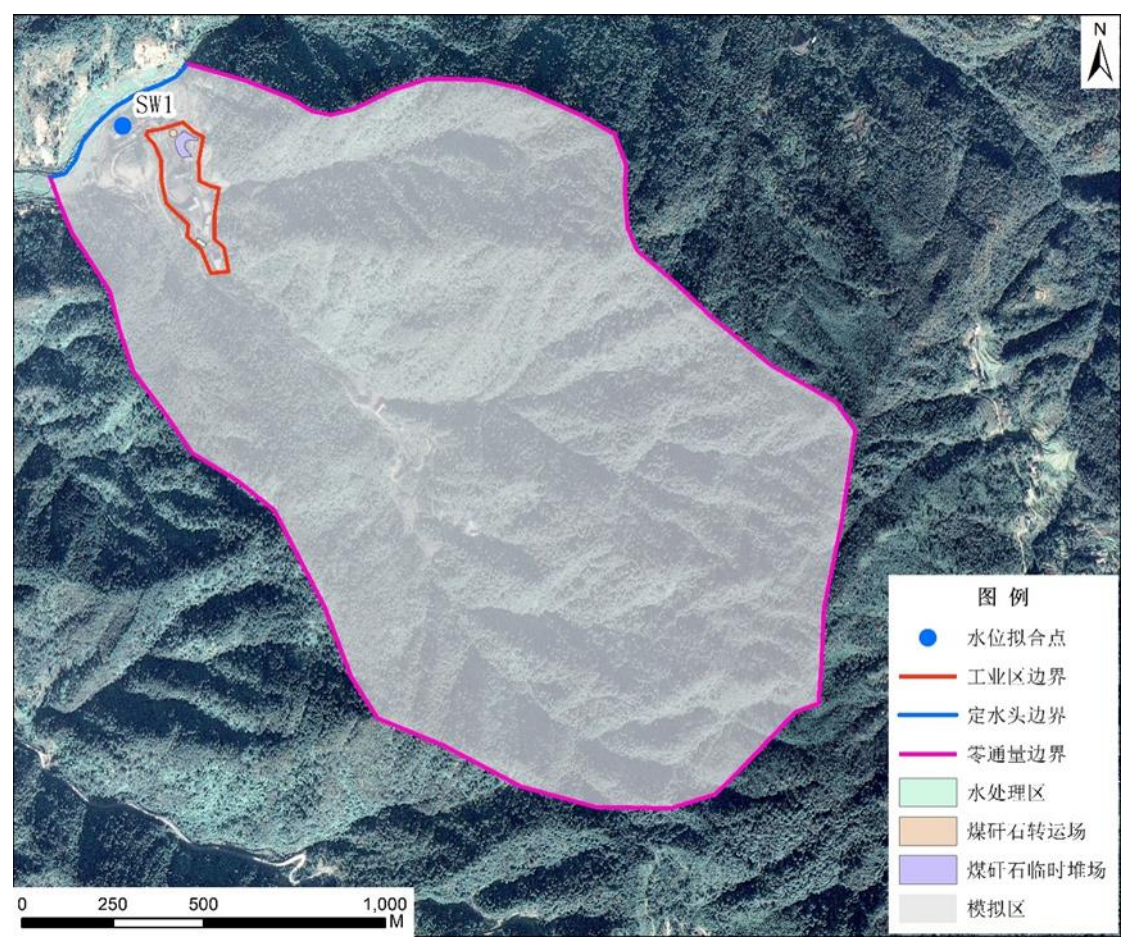 N
SW1
图 例
水位拟合点
工业区边界
定水头边界
零通量边界
水处理区
煤矸石转运场
煤矸石临时堆场
模拟区
0 250 500 1,000
M